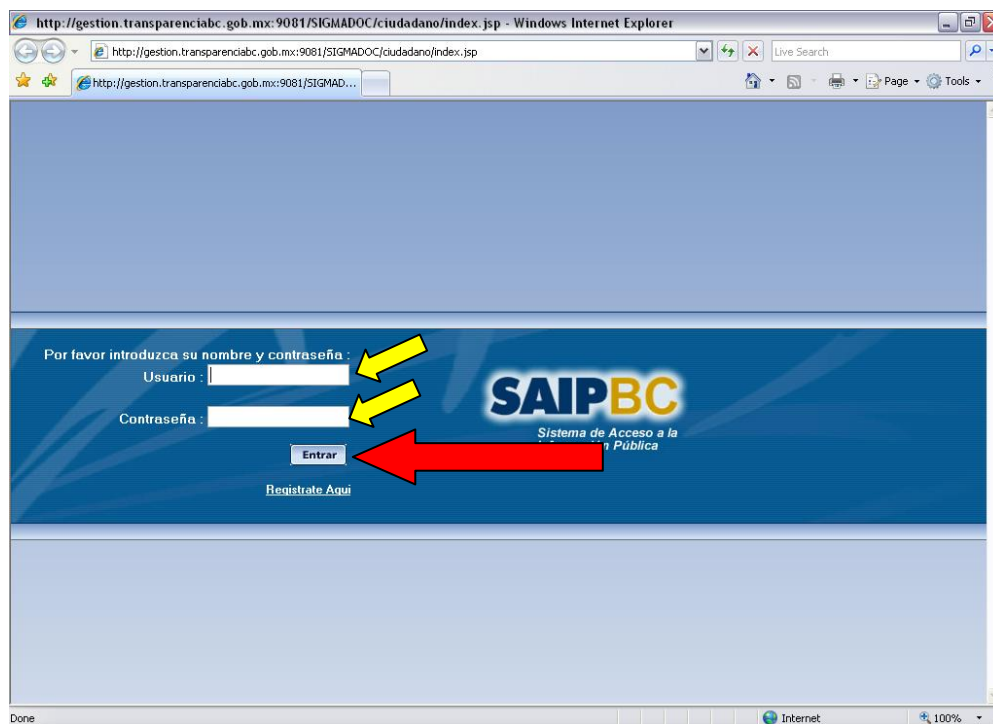 http://gestion.transparenciabc.gob.mx:9081/SIGMADOC/ciudadano/index.jsp - Windows Internet Explorer
http://gestion.transparenciabc.gob.mx:9081/SIGMADOC/ciudadano/index.jsp
Live Search
http://gestion.transparenciabc.gob.mx:9081/SIGMAD...
Page
Tools
Por favor introduzca su nombre y contraseña :
Usuario :
Contraseña :
Entrar
Registrate Aqui
SAIPBC
Sistema de Acceso a la
Pública
Done
Internet
100%